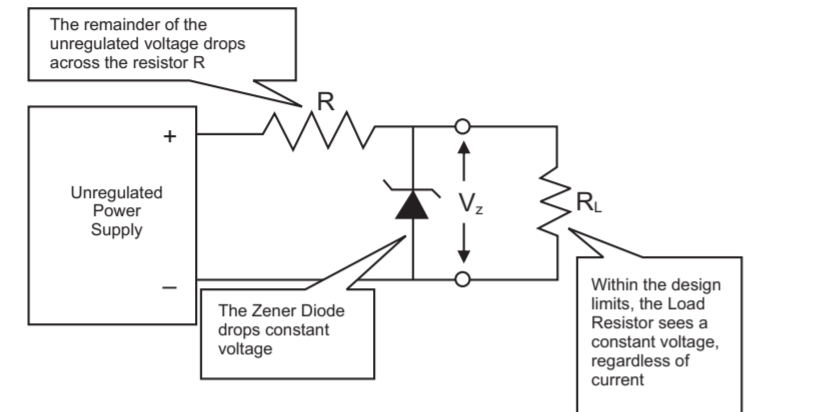 The remainder of the
unregulated voltage drops
across the resistor R
R
+
Unregulated
Power
Supply
–
Vz
RL
The Zener Diode
drops constant
voltage
Within the design
limits, the Load
Resistor sees a
constant voltage,
regardless of
current